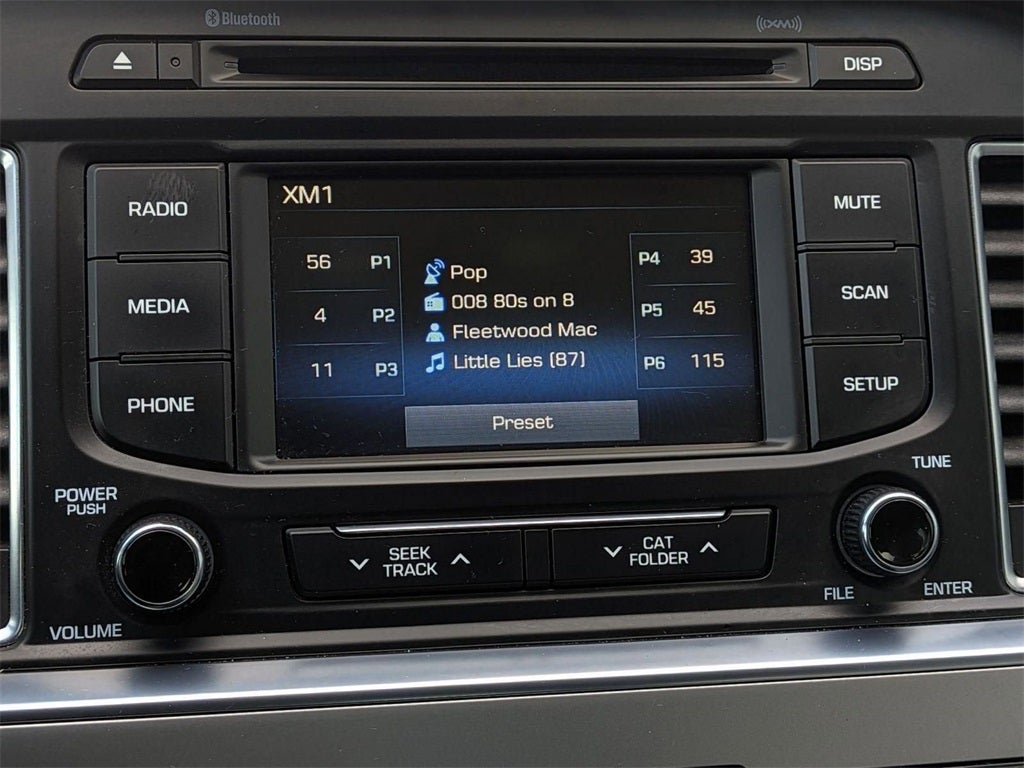 Bluetooth
((XM))
DISP
RADIO
MEDIA
PHONE
XM1
56 P1
4 P2
11 P3
Pop
008 80s on 8
Fleetwood Mac
Little Lies (87)
P4 39
P5 45
P6 115
Preset
MUTE
SCAN
SETUP
POWER
PUSH
VOLUME
SEEK
TRACK
CAT
FOLDER
TUNE
FILE
ENTER